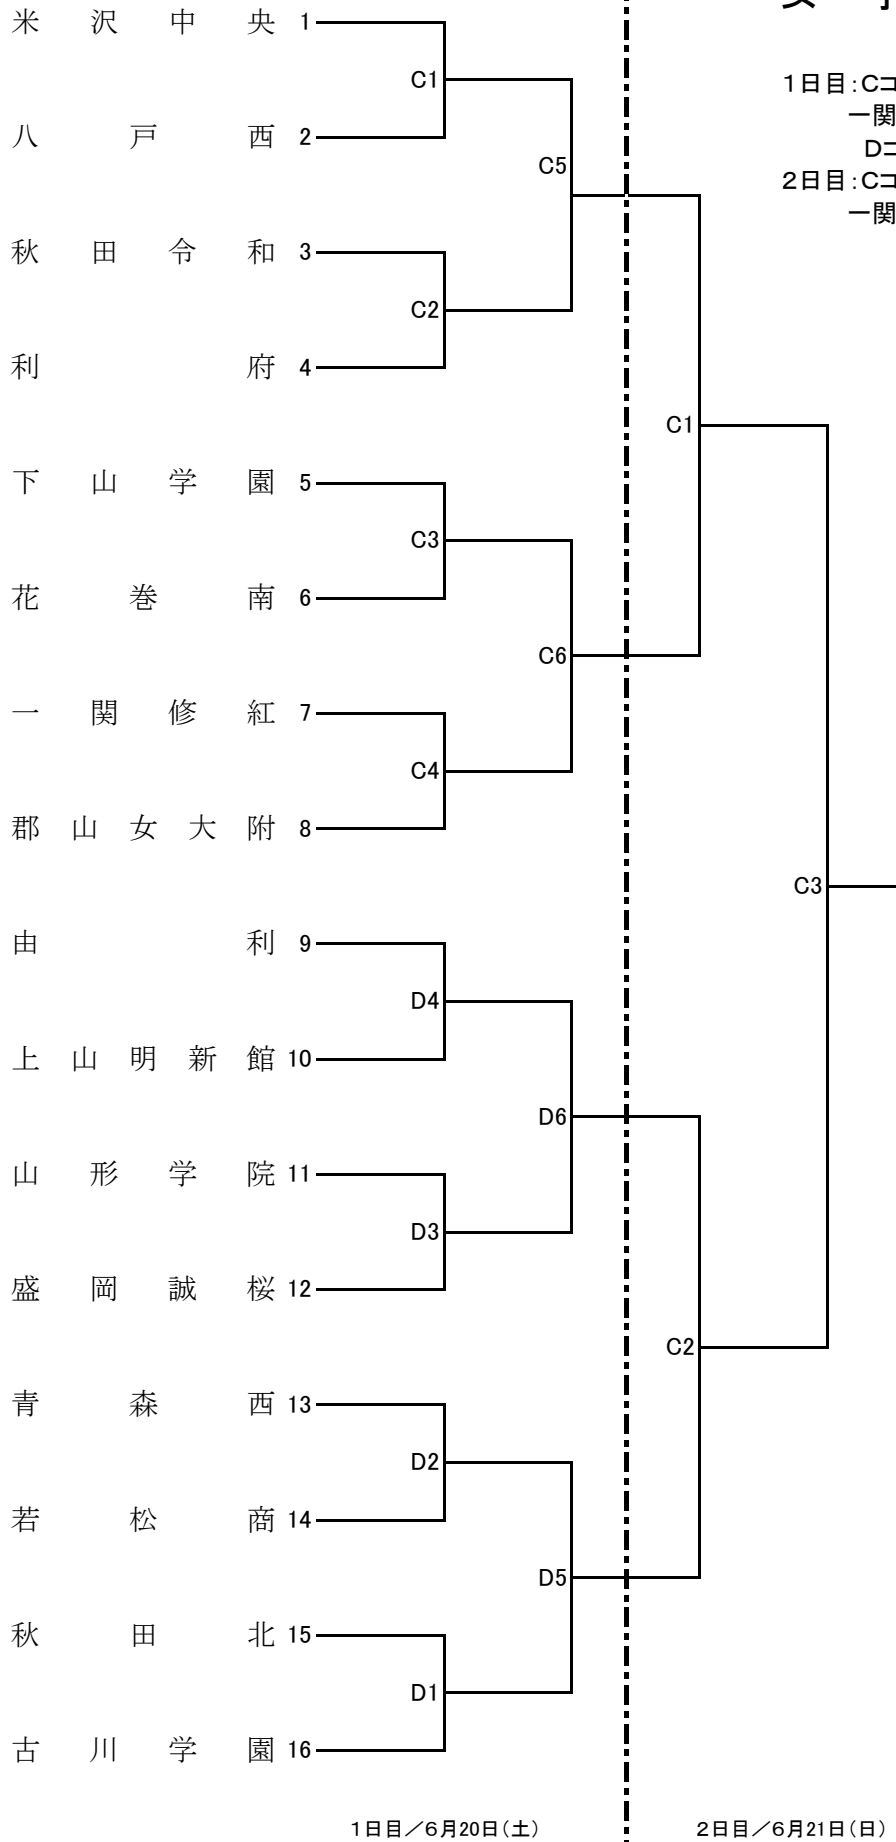 1日目:Cコ
一関
Dコ
2日目:Cコ
一関
米沢中央 1
C1
八戸西 2
C5
秋田令和 3
C2
利府 4
C1
下山学園 5
C3
花巻南 6
C6
一関修紅 7
C4
郡山女大附 8
C3
由利 9
D4
上山明新館 10
D6
山形学院 11
D3
盛岡誠桜 12
C2
青森西 13
D2
若松商 14
D5
秋田北 15
D1
古川学園 16
1日目/6月20日(土)
2日目/6月21日(日)